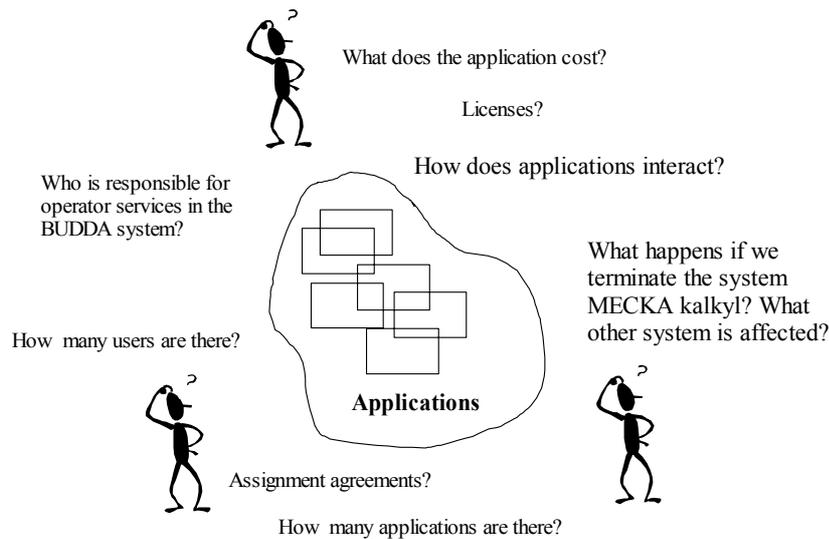 ?
What does the application cost?
Licenses?
How does applications interact?
Who is responsible for
operator services in the
BUDDA system?
What happens if we
terminate the system
MECKA kalkyl? What
other system is affected?
How many users are there?
?
?
Applications
Assignment agreements?
How many applications are there?